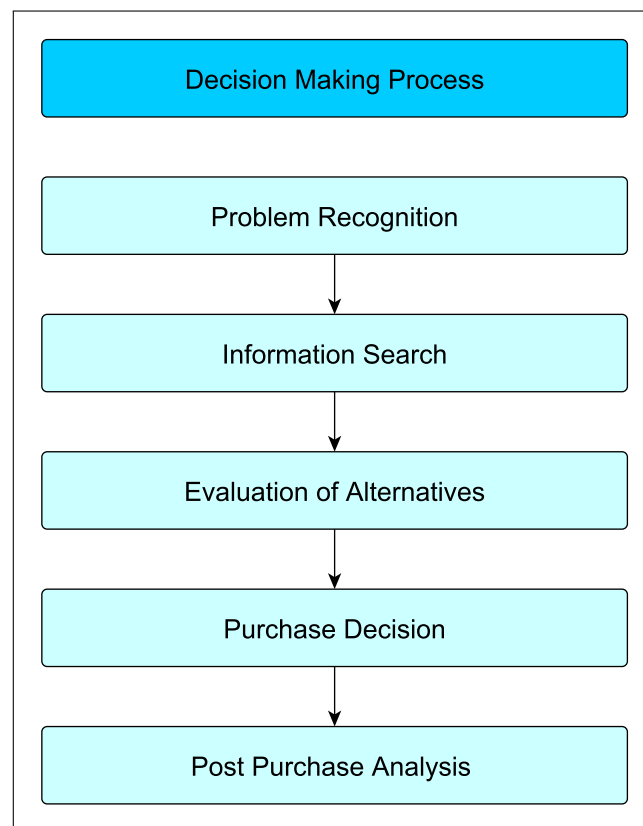 Decision Making Process
Problem Recognition
Information Search
Evaluation of Alternatives
Purchase Decision
Post Purchase Analysis